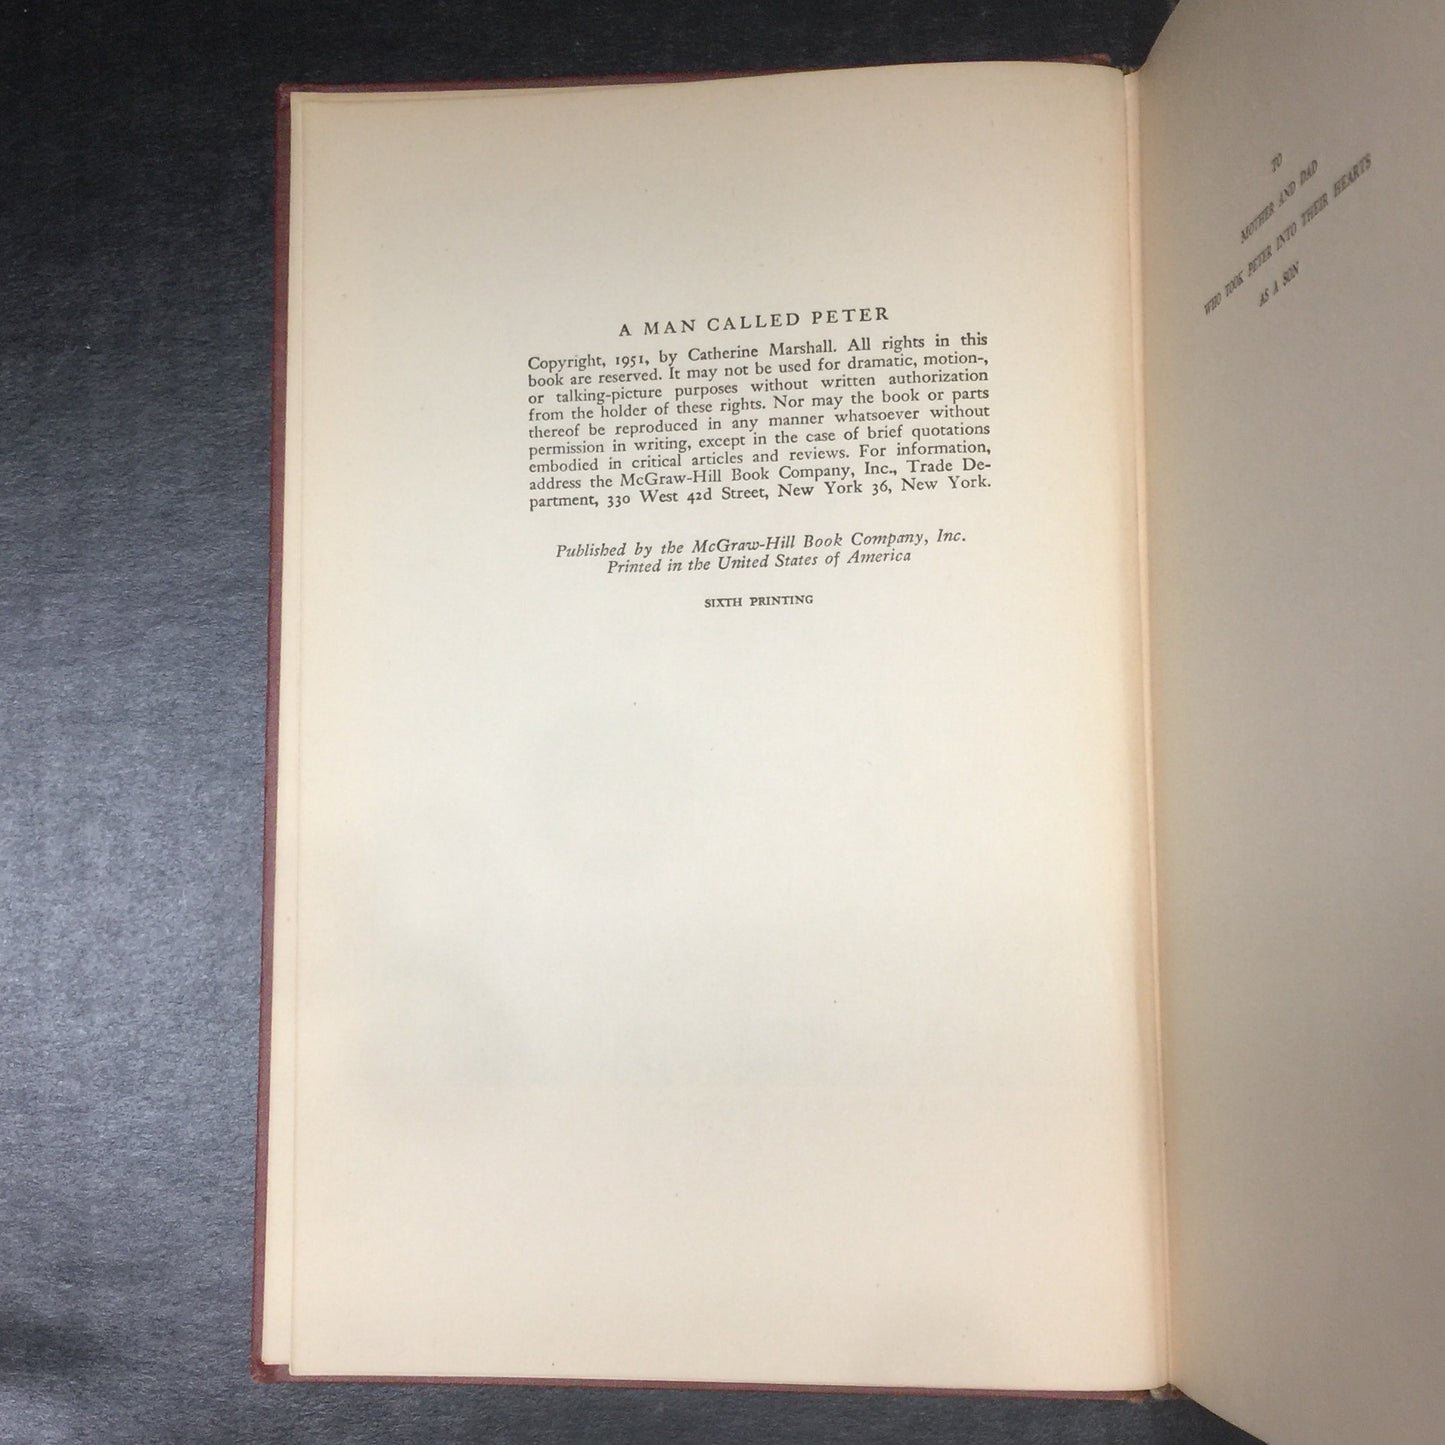 A MAN CALLED PETER
Copyright, 1951, by Catherine Marshall. All rights in this
book are reserved. It may not be used for dramatic, motion-,
or talking-picture purposes without written authorization
from the holder of these rights. Nor may the book or parts
thereof be reproduced in any manner whatsoever without
permission in writing, except in the case of brief quotations
embodied in critical articles and reviews. For information,
address the McGraw-Hill Book Company, Inc., Trade De-
partment, 330 West 42d Street, New York 36, New York.
Published by the McGraw-Hill Book Company, Inc.
Printed in the United States of America
SIXTH PRINTING
TO
MOTHER AND DAD
WHO TOOK PETER INTO THEIR HEARTS
AS A SON